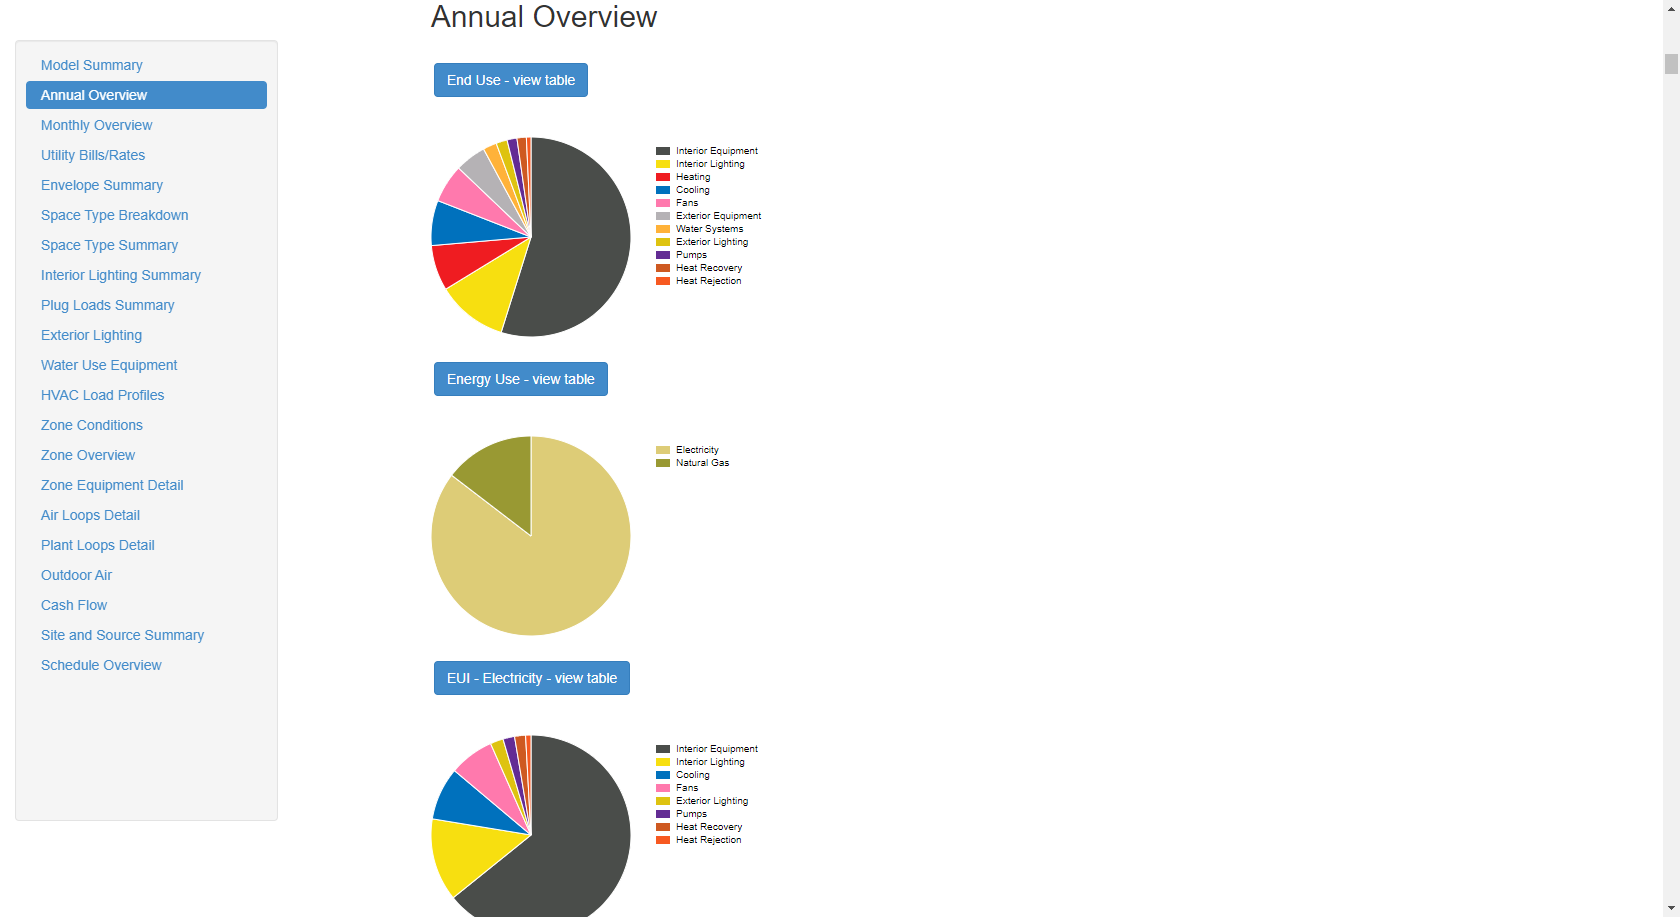 Annual Overview
Model Summary
Annual Overview
Monthly Overview
Utility Bills/Rates
Envelope Summary
Space Type Breakdown
Space Type Summary
Interior Lighting Summary
Plug Loads Summary
Exterior Lighting
Water Use Equipment
HVAC Load Profiles
Zone Conditions
Zone Overview
Zone Equipment Detail
Air Loops Detail
Plant Loops Detail
Outdoor Air
Cash Flow
Site and Source Summary
Schedule Overview
End Use - view table
Interior Equipment
Interior Lighting
Heating
Cooling
Fans
Exterior Equipment
Water Systems
Exterior Lighting
Pumps
Heat Recovery
Heat Rejection
Energy Use - view table
Electricity
Natural Gas
EUI - Electricity - view table
Interior Equipment
Interior Lighting
Cooling
Fans
Exterior Lighting
Pumps
Heat Recovery
Heat Rejection